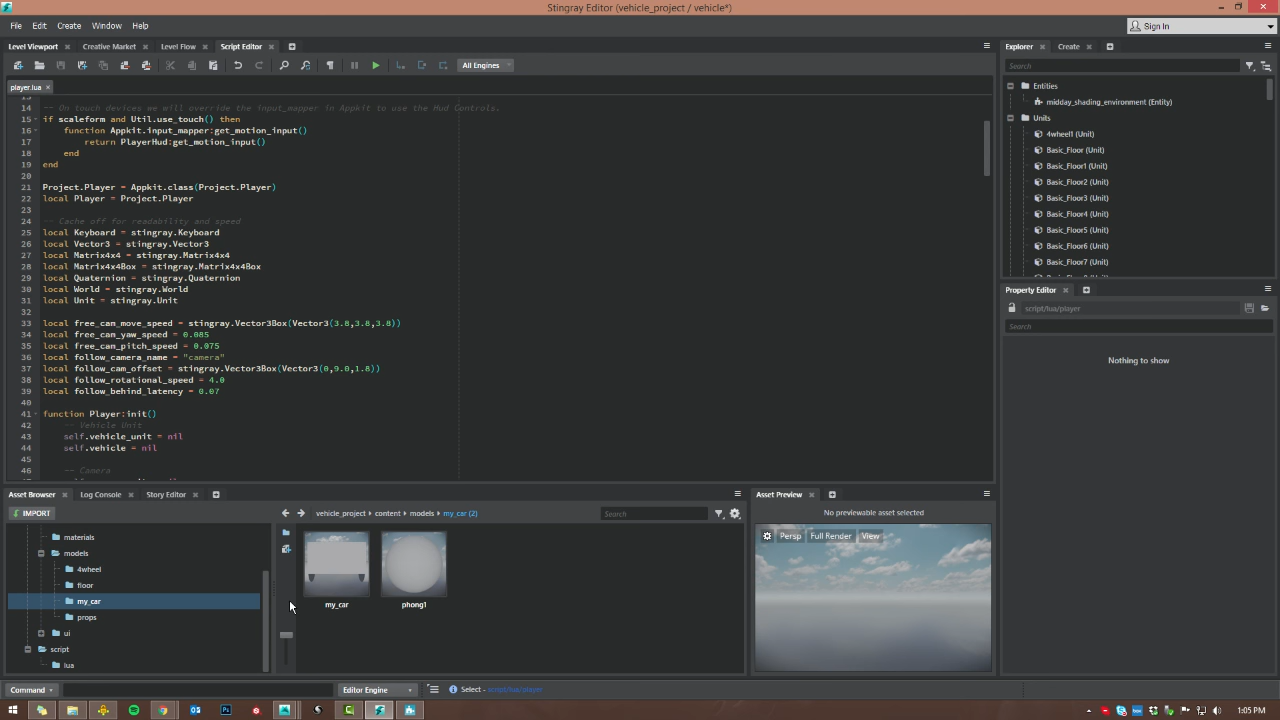 Stingray Editor (vehicle_project / vehicle*)
File Edit Create Window Help
Sign In
Level Viewport Creative Market Level Flow Script Editor
All Engines
player.lua
14 -- On touch devices we will override the input_mapper in Appkit to use the Hud Controls.
15 if scaleform and Util.use_touch() then
16 function Appkit.input_mapper:get_motion_input()
17 return PlayerHud:get_motion_input()
18 end
19 end
20
21 Project.Player = Appkit.class(Project.Player)
22 local Player = Project.Player
23
24 -- Cache off for readability and speed
25 local Keyboard = stingray.Keyboard
26 local Vector3 = stingray.Vector3
27 local Matrix4x4 = stingray.Matrix4x4
28 local Matrix4x4Box = stingray.Matrix4x4Box
29 local Quaternion = stingray.Quaternion
30 local World = stingray.World
31 local Unit = stingray.Unit
32
33 local free_cam_move_speed = stingray.Vector3Box(Vector3(3.8,3.8,3.8))
34 local free_cam_yaw_speed = 0.085
35 local free_cam_pitch_speed = 0.075
36 local follow_camera_name = "camera"
37 local follow_cam_offset = stingray.Vector3Box(Vector3(0,9.0,1.8))
38 local follow_rotational_speed = 4.0
39 local follow_behind_latency = 0.07
40
41 function Player:init()
42 -- Vehicle Unit
43 self.vehicle_unit = nil
44 self.vehicle = nil
45
46 -- Camera
Explorer Create
Search
Entities
midday_shading_environment (Entity)
Units
4wheel1 (Unit)
Basic_Floor (Unit)
Basic_Floor1 (Unit)
Basic_Floor2 (Unit)
Basic_Floor3 (Unit)
Basic_Floor4 (Unit)
Basic_Floor5 (Unit)
Basic_Floor6 (Unit)
Basic_Floor7 (Unit)
Property Editor
script/lua/player
Search
Nothing to show
Asset Browser Log Console Story Editor
IMPORT
vehicle_project content models my_car (2)
Search
materials
models
4wheel
floor
my_car
props
ui
script
lua
my_car phong1
Asset Preview
No previewable asset selected
Persp Full Render View
Command
Editor Engine
Select - script/lua/player
1:05 PM